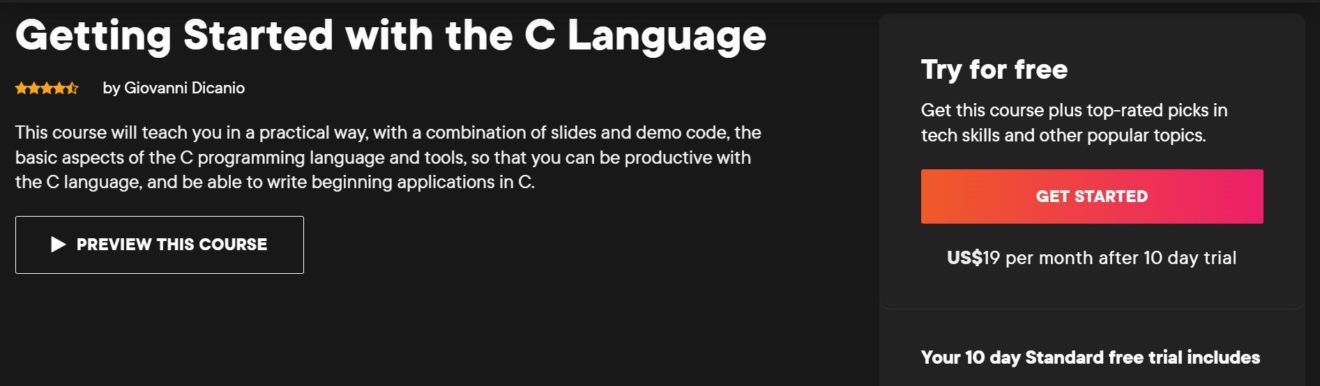 Getting Started with the C Language
by Giovanni Dicanio
This course will teach you in a practical way, with a combination of slides and demo code, the
basic aspects of the C programming language and tools, so that you can be productive with
the C language, and be able to write beginning applications in C.
PREVIEW THIS COURSE
Try for free
Get this course plus top-rated picks in
tech skills and other popular topics.
GET STARTED
US$19 per month after 10 day trial
Your 10 day Standard free trial includes